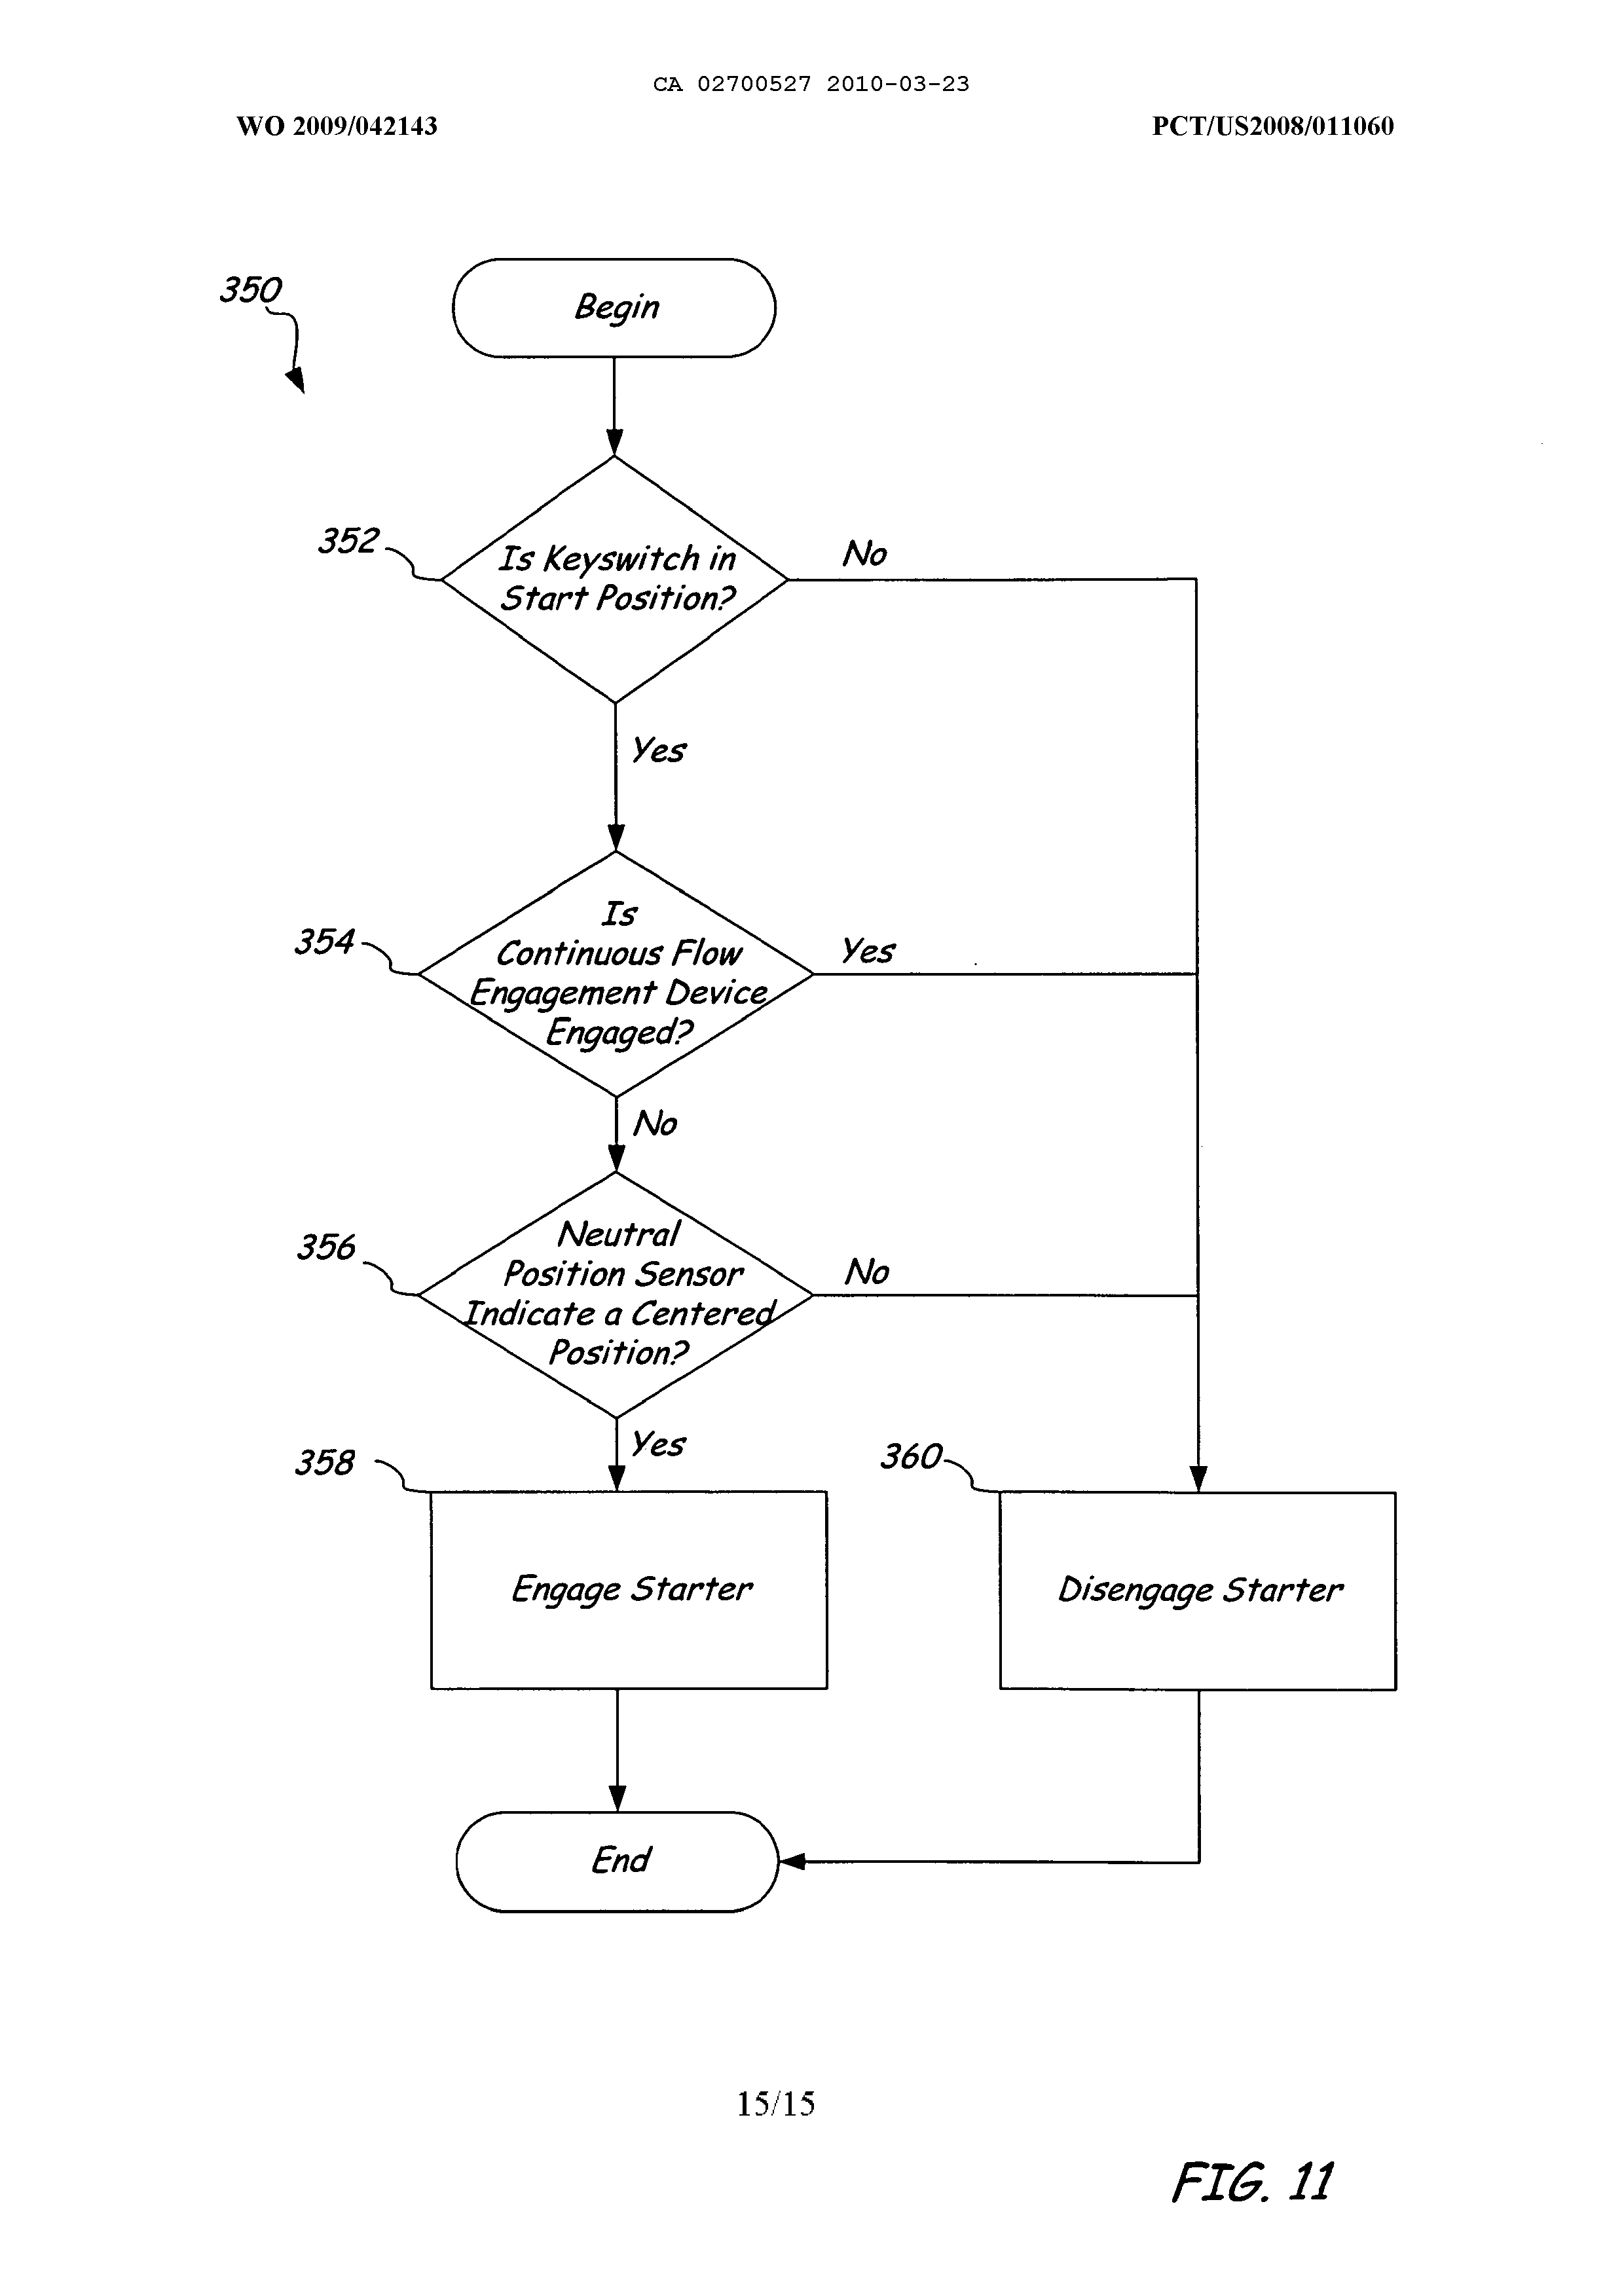 CA 02700527 2010-03-23
WO 2009/042143
PCT/US2008/011060
350
Begin
352
Is Keyswitch in
Start Position?
No
Yes
354
Is
Continuous Flow
Engagement Device
Engaged?
Yes
No
356
Neutral
Position Sensor
Indicate a Centered
Position?
No
Yes
358
360
Engage Starter
Disengage Starter
End
15/15
FIG. 11